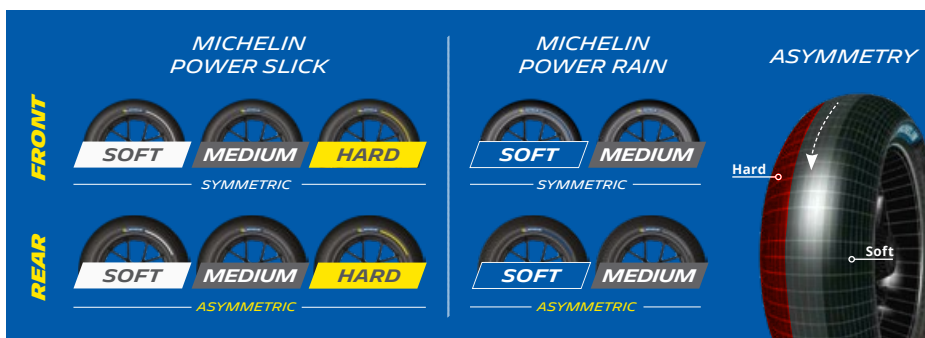 MICHELIN
POWER SLICK
MICHELIN
POWER RAIN
ASYMMETRY
FRONT
SOFT
MEDIUM
HARD
SYMMETRIC
SOFT
MEDIUM
SYMMETRIC
REAR
SOFT
MEDIUM
HARD
ASYMMETRIC
SOFT
MEDIUM
ASYMMETRIC
Hard
Soft